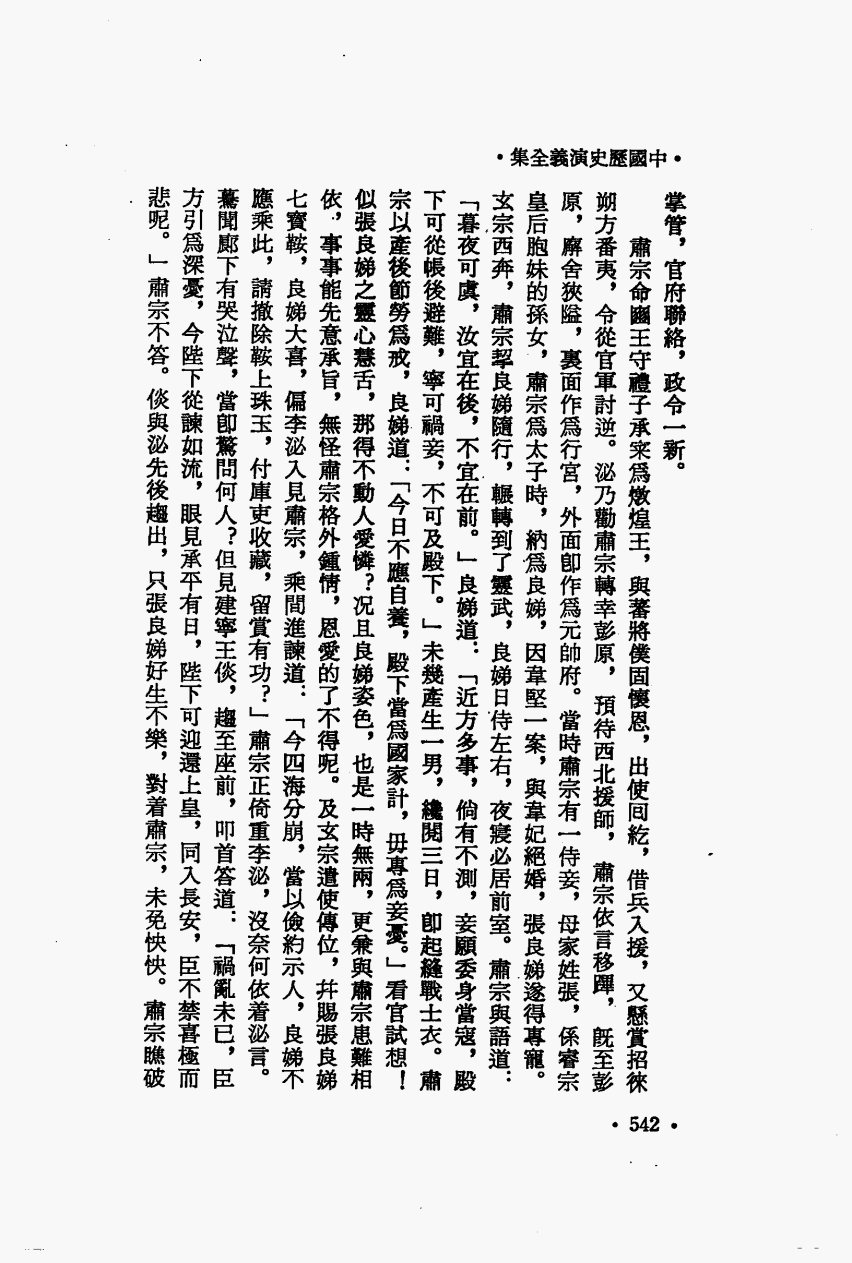 •中國歷史演義全集•
掌管，官府聯絡，政令一新。
肅宗命豳王守禮子承寀爲燉煌王，與蕃將僕固懷恩，出使囘紇，借兵入援，又懸賞招徠
朔方番夷，令從官軍討逆。泌乃勸肅宗轉幸彭原，預待西北援師，肅宗依言移蹕，旣至彭
原，廨舍狹隘，裏面作爲行宮，外面卽作爲元帥府。當時肅宗有一侍妾，母家姓張，係睿宗
皇后胞妹的孫女，肅宗爲太子時，納爲良娣，因韋堅一案，與韋妃絕婚，張良娣遂得專寵。
玄宗西奔，肅宗挈良娣隨行，輾轉到了靈武，良娣日侍左右，夜寢必居前室。肅宗與語道：
「暮夜可虞，汝宜在後，不宜在前。」良娣道：「近方多事，倘有不測，妾願委身當寇，殿
下可從帳後避難，寧可禍妾，不可及殿下。」未幾產生一男，纔閱三日，卽起縫戰士衣。肅
宗以產後節勞爲戒，良娣道：「今日不應自養，殿下當爲國家計，毋專爲妾憂。」看官試想！
似張良娣之靈心慧舌，那得不動人愛憐？况且良娣姿色，也是一時無兩，更兼與肅宗患難相
依，事事能先意承旨，無怪肅宗格外鍾情，恩愛的了不得呢。及玄宗遣使傳位，幷賜張良娣
七寳鞍，良娣大喜，偏李泌入見肅宗，乘間進諫道：「今四海分崩，當以儉約示人，良娣不
應乘此，請撤除鞍上珠玉，付庫吏收藏，留賞有功？」肅宗正倚重李泌，沒奈何依着泌言。
驀聞廊下有哭泣聲，當卽驚問何人？但見建寧王倓，趨至座前，叩首答道：「禍亂未已，臣
方引爲深憂，今陛下從諫如流，眼見承平有日，陛下可迎還上皇，同入長安，臣不禁喜極而
悲呢。」肅宗不答。倓與泌先後趨出，只張良娣好生不樂，對着肅宗，未免怏怏。肅宗瞧破
•542•